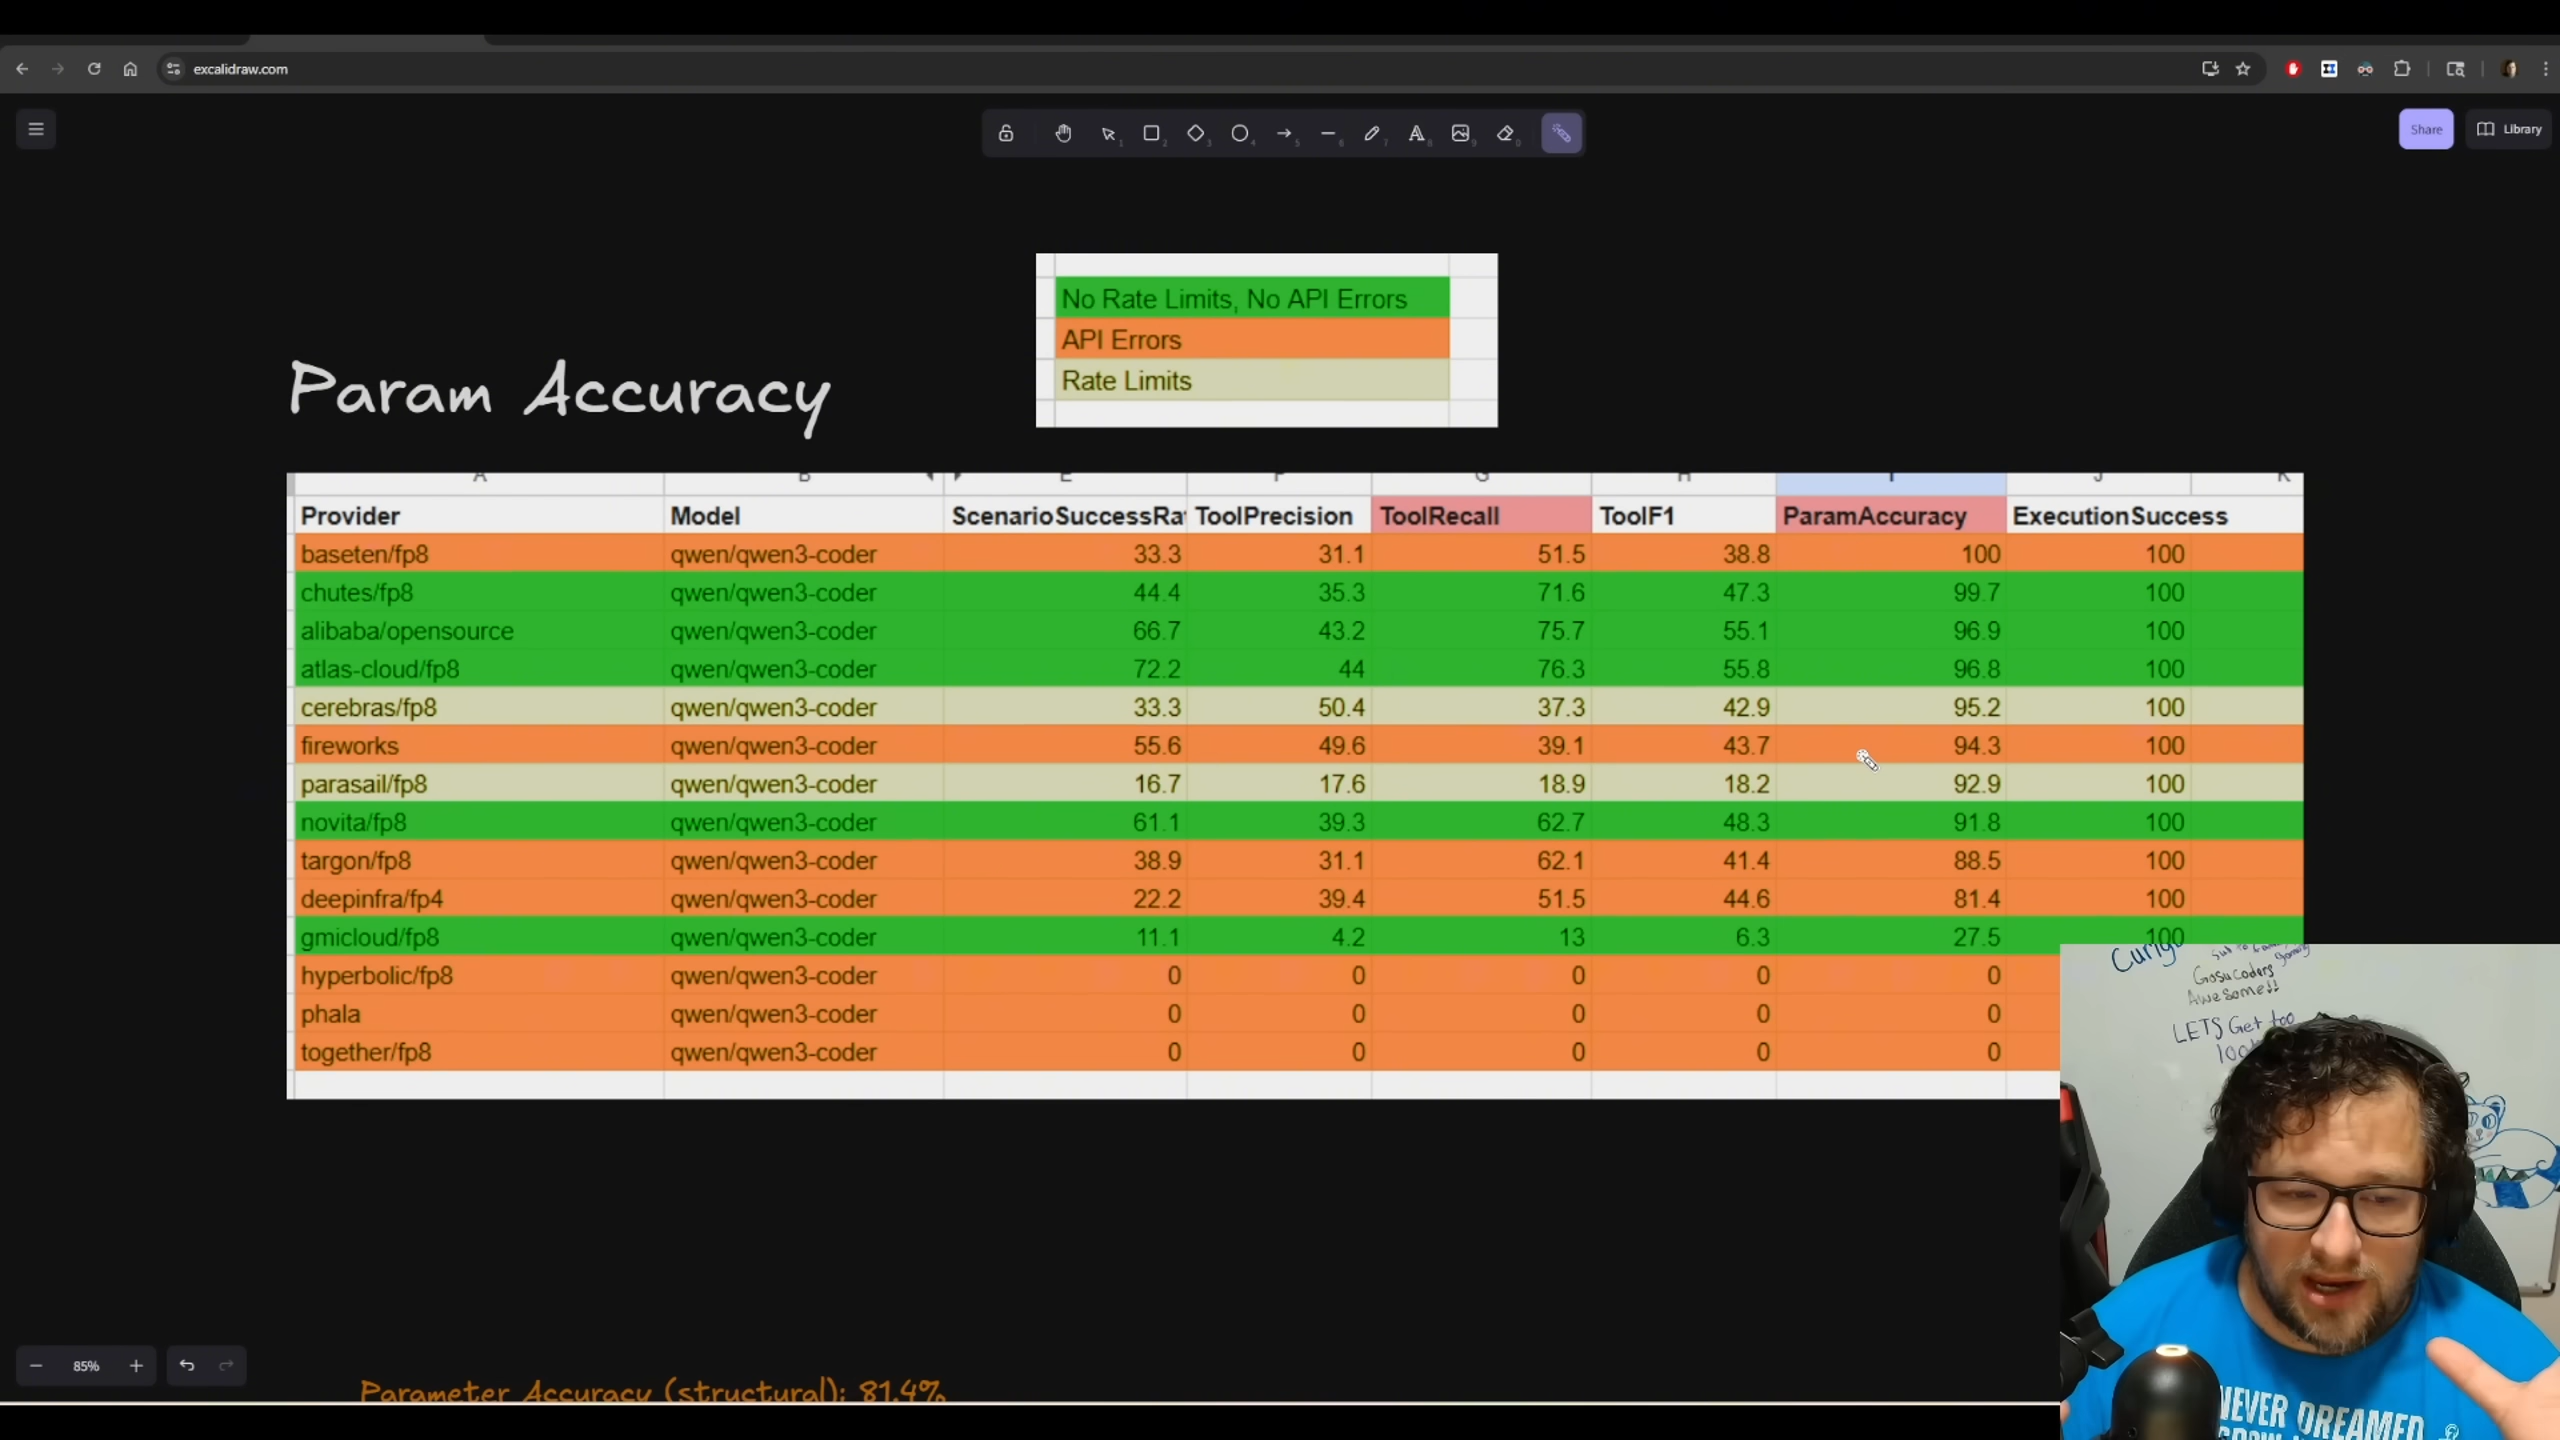 excalidraw.com
Share
Library
No Rate Limits, No API Errors
API Errors
Rate Limits
Param Accuracy
A B E F G H I J K
Provider Model ScenarioSuccessRa ToolPrecision ToolRecall ToolF1 ParamAccuracy ExecutionSuccess
baseten/fp8 qwen/qwen3-coder 33.3 31.1 51.5 38.8 100 100
chutes/fp8 qwen/qwen3-coder 44.4 35.3 71.6 47.3 99.7 100
alibaba/opensource qwen/qwen3-coder 66.7 43.2 75.7 55.1 96.9 100
atlas-cloud/fp8 qwen/qwen3-coder 72.2 44 76.3 55.8 96.8 100
cerebras/fp8 qwen/qwen3-coder 33.3 50.4 37.3 42.9 95.2 100
fireworks qwen/qwen3-coder 55.6 49.6 39.1 43.7 94.3 100
parasail/fp8 qwen/qwen3-coder 16.7 17.6 18.9 18.2 92.9 100
novita/fp8 qwen/qwen3-coder 61.1 39.3 62.7 48.3 91.8 100
targon/fp8 qwen/qwen3-coder 38.9 31.1 62.1 41.4 88.5 100
deepinfra/fp4 qwen/qwen3-coder 22.2 39.4 51.5 44.6 81.4 100
gmicloud/fp8 qwen/qwen3-coder 11.1 4.2 13 6.3 27.5 100
hyperbolic/fp8 qwen/qwen3-coder 0 0 0 0 0
phala qwen/qwen3-coder 0 0 0 0 0
together/fp8 qwen/qwen3-coder 0 0 0 0 0
Gosucoders
Awesome!!
LETS Get too
NEVER DREAMED
85%
Parameter Accuracy (structural): 81.4%